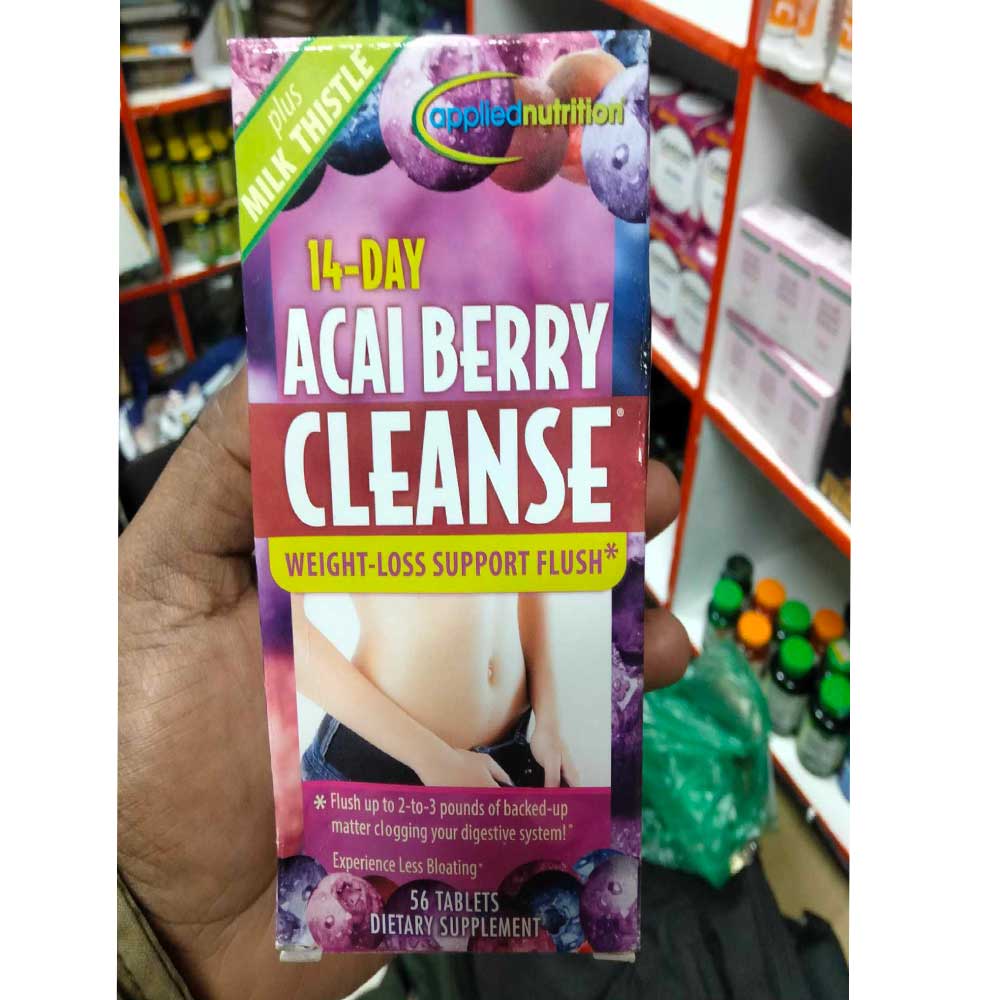 plus
MILK THISTLE
appliednutrition
14-DAY
ACAI BERRY
CLEANSE®
WEIGHT-LOSS SUPPORT FLUSH*
* Flush up to 2-to-3 pounds of backed-up
matter clogging your digestive system!*
Experience Less Bloating*
56 TABLETS
DIETARY SUPPLEMENT